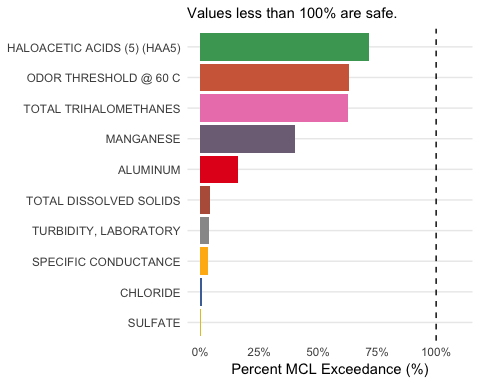 Values less than 100% are safe.
HALOACETIC ACIDS (5) (HAA5)
ODOR THRESHOLD @ 60 C
TOTAL TRIHALOMETHANES
MANGANESE
ALUMINUM
TOTAL DISSOLVED SOLIDS
TURBIDITY, LABORATORY
SPECIFIC CONDUCTANCE
CHLORIDE
SULFATE
0% 25% 50% 75% 100%
Percent MCL Exceedance (%)